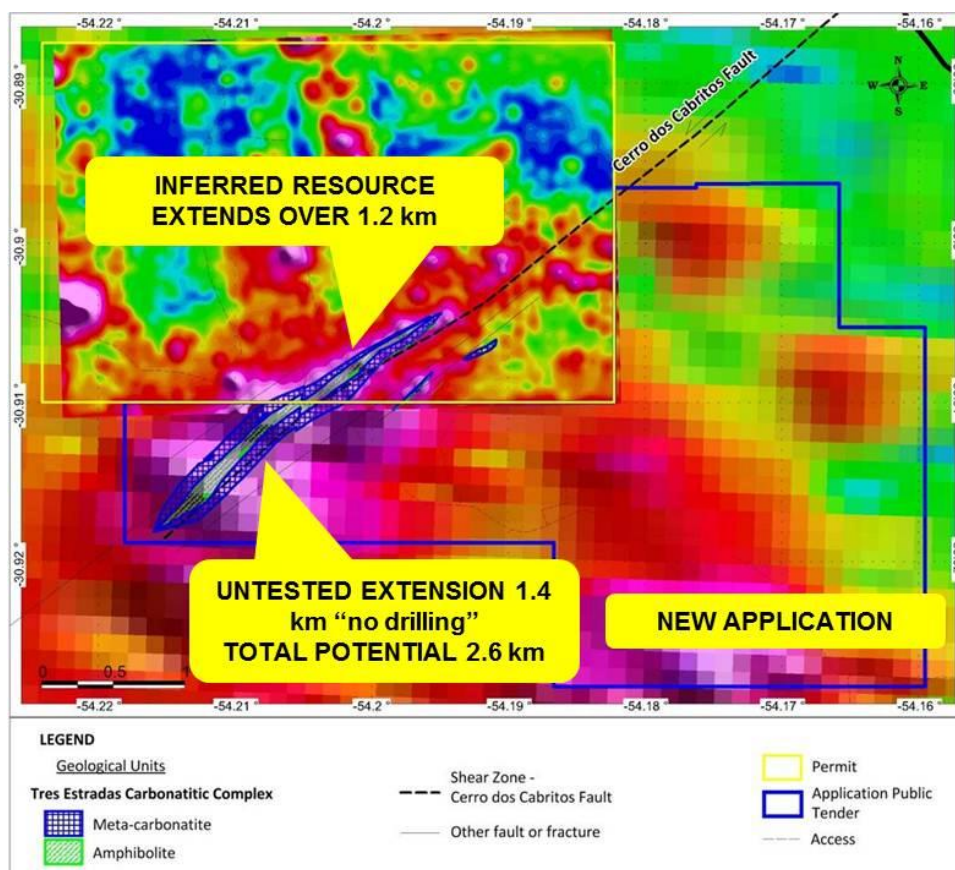 -54.22
-54.21
-54.2
-54.19
-54.18
-54.17
-54.16
-30.89
Cerro dos Cabritos Fault
N
W
E
S
INFERRED RESOURCE
EXTENDS OVER 1.2 km
-30.9
-30.91
-30.92
UNTESTED EXTENSION 1.4
km “no drilling”
TOTAL POTENTIAL 2.6 km
NEW APPLICATION
0
0.5
1
-54.22
-54.21
-54.2
-54.19
-54.18
-54.17
-54.16
LEGEND
Geological Units
Tres Estradas Carbonatitic Complex
Meta-carbonatite
Amphibolite
Shear Zone -
Cerro dos Cabritos Fault
Other fault or fracture
Permit
Application Public
Tender
Access